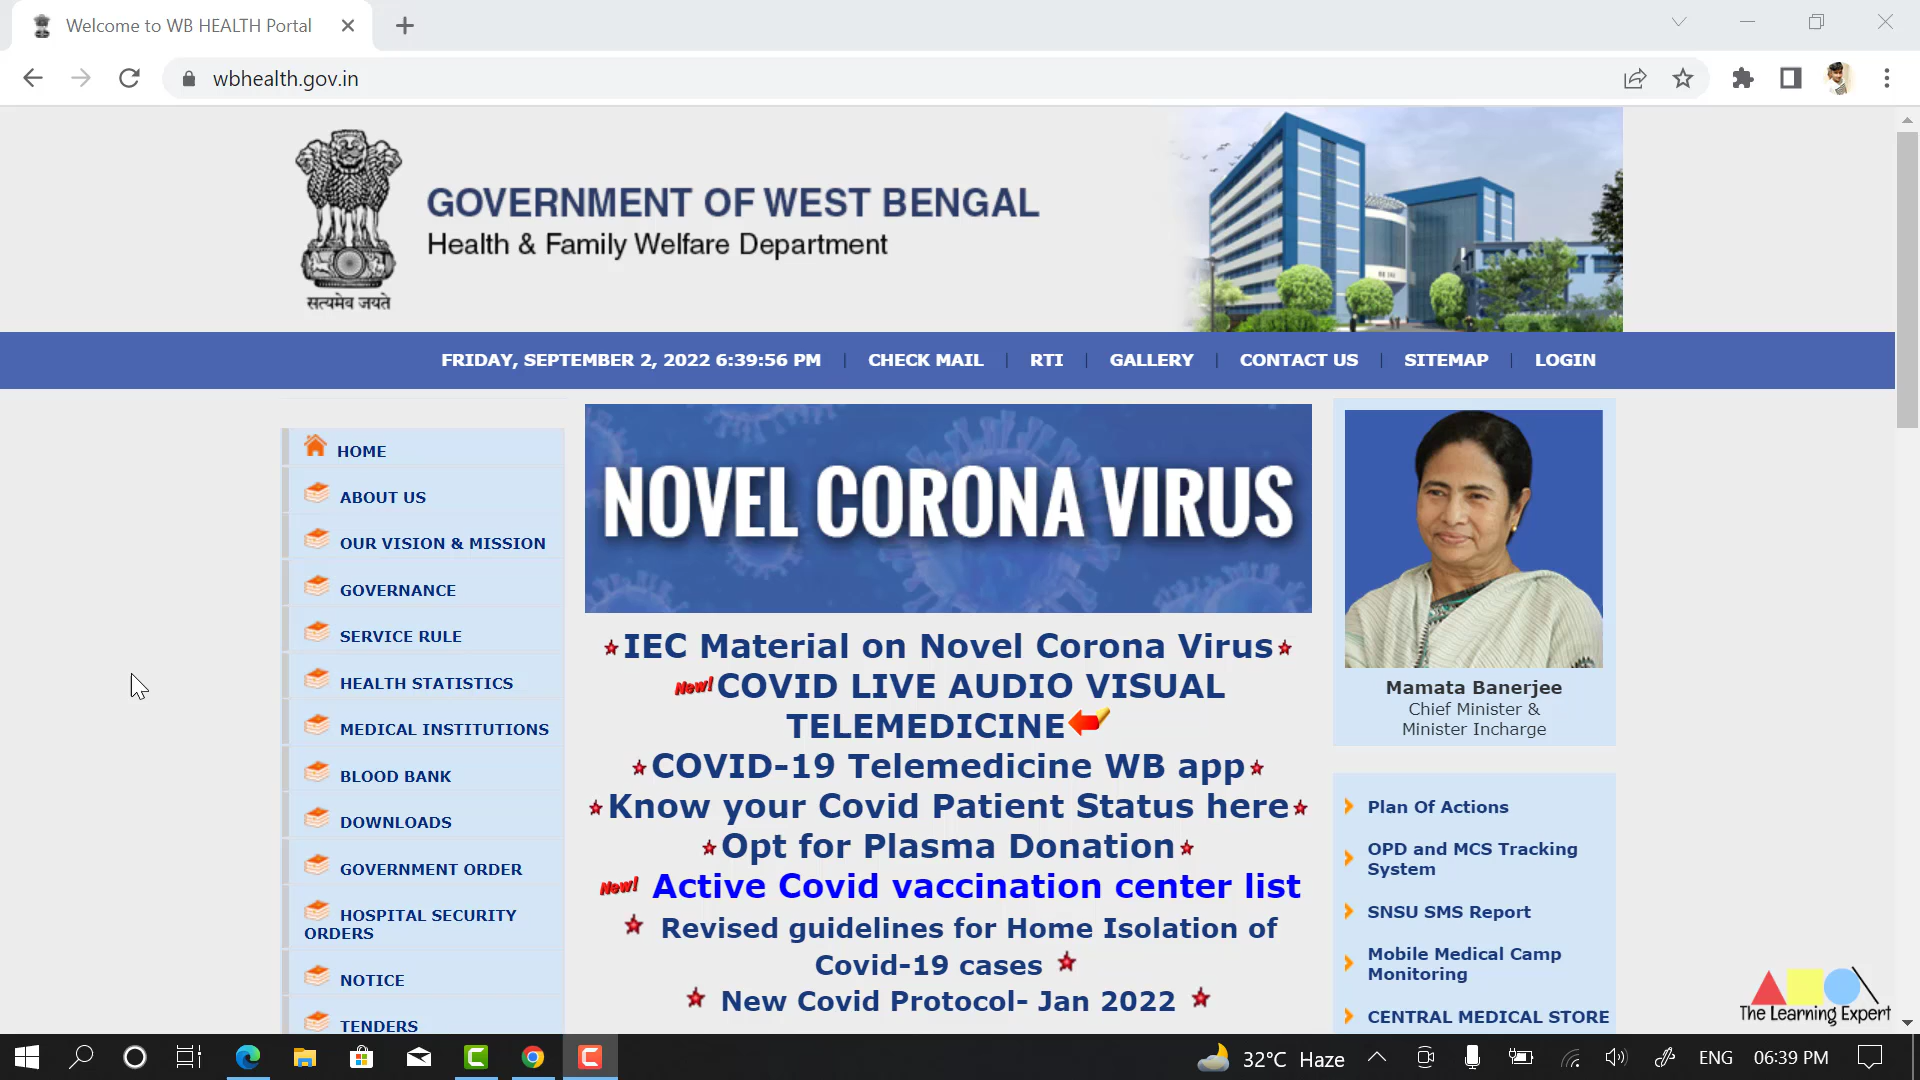 Welcome to WB HEALTH Portal
wbhealth.gov.in
GOVERNMENT OF WEST BENGAL
Health & Family Welfare Department
सत्यमेव जयते
FRIDAY, SEPTEMBER 2, 2022 6:39:56 PM | CHECK MAIL | RTI | GALLERY | CONTACT US | SITEMAP | LOGIN
HOME
ABOUT US
OUR VISION & MISSION
GOVERNANCE
SERVICE RULE
HEALTH STATISTICS
MEDICAL INSTITUTIONS
BLOOD BANK
DOWNLOADS
GOVERNMENT ORDER
HOSPITAL SECURITY
ORDERS
NOTICE
TENDERS
NOVEL CORONA VIRUS
IEC Material on Novel Corona Virus
New! COVID LIVE AUDIO VISUAL
TELEMEDICINE
COVID-19 Telemedicine WB app
Know your Covid Patient Status here
Opt for Plasma Donation
New! Active Covid vaccination center list
Revised guidelines for Home Isolation of
Covid-19 cases
New Covid Protocol- Jan 2022
Mamata Banerjee
Chief Minister &
Minister Incharge
Plan Of Actions
OPD and MCS Tracking
System
SNSU SMS Report
Mobile Medical Camp
Monitoring
CENTRAL MEDICAL STORE
The Learning Expert
32°C Haze
ENG
06:39 PM